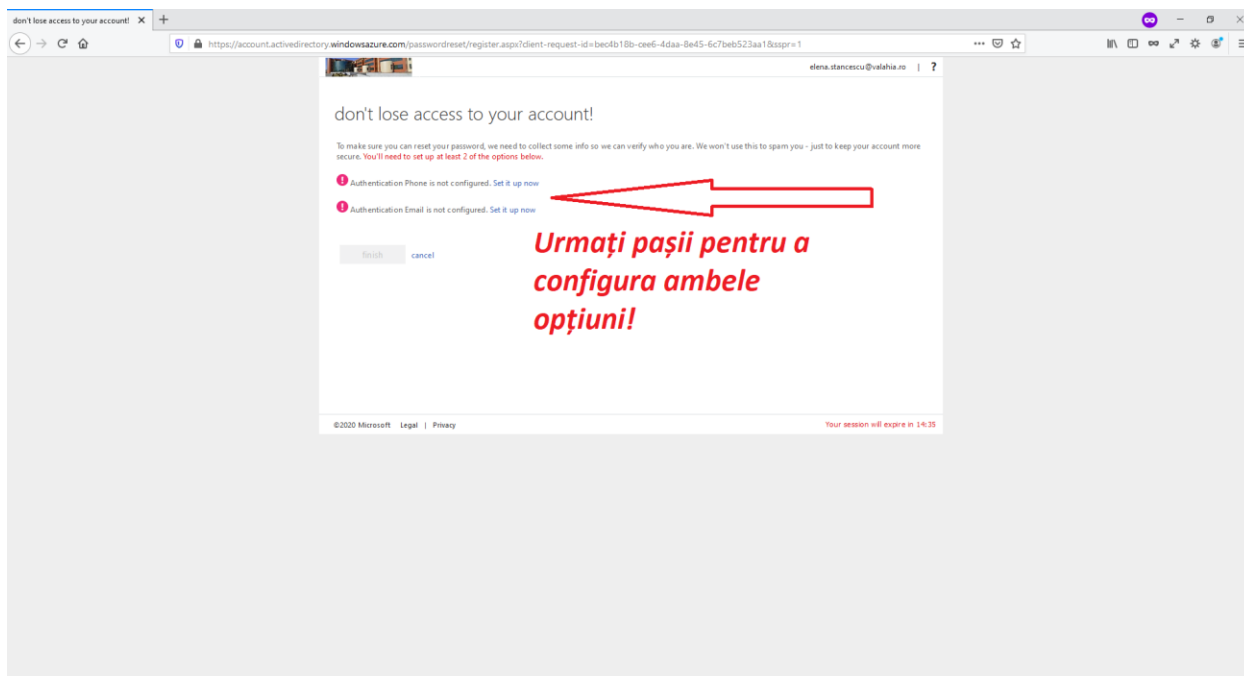 don't lose access to your account!
https://account.activedirectory.windowsazure.com/passwordreset/register.aspx?client-request-id=bec4b18b-cee6-4daa-8e45-6c7beb523aa1&sspr=1
elena.stancescu@valahia.ro | ?
don't lose access to your account!
To make sure you can reset your password, we need to collect some info so we can verify who you are. We won't use this to spam you - just to keep your account more
secure. You'll need to set up at least 2 of the options below.
Authentication Phone is not configured. Set it up now
Authentication Email is not configured. Set it up now
finish cancel
Urmați pașii pentru a
configura ambele
opțiuni!
©2020 Microsoft Legal | Privacy
Your session will expire in 14:35